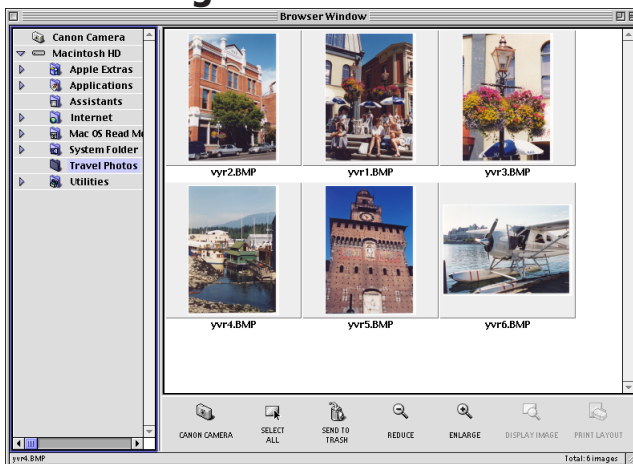 Browser Window
Canon Camera
Macintosh HD
Apple Extras
Applications
Assistants
Internet
Mac OS Read
System Folder
Travel Photos
Utilities
vyr2.BMP
vyr1.BMP
yvr3.BMP
yvr4.BMP
yvr5.BMP
yvr6.BMP
CANON CAMERA
SELECT
ALL
SEND TO
TRASH
REDUCE
ENLARGE
DISPLAY IMAGE
PRINT LAYOUT
yvr4.BMP
Total: 6 images